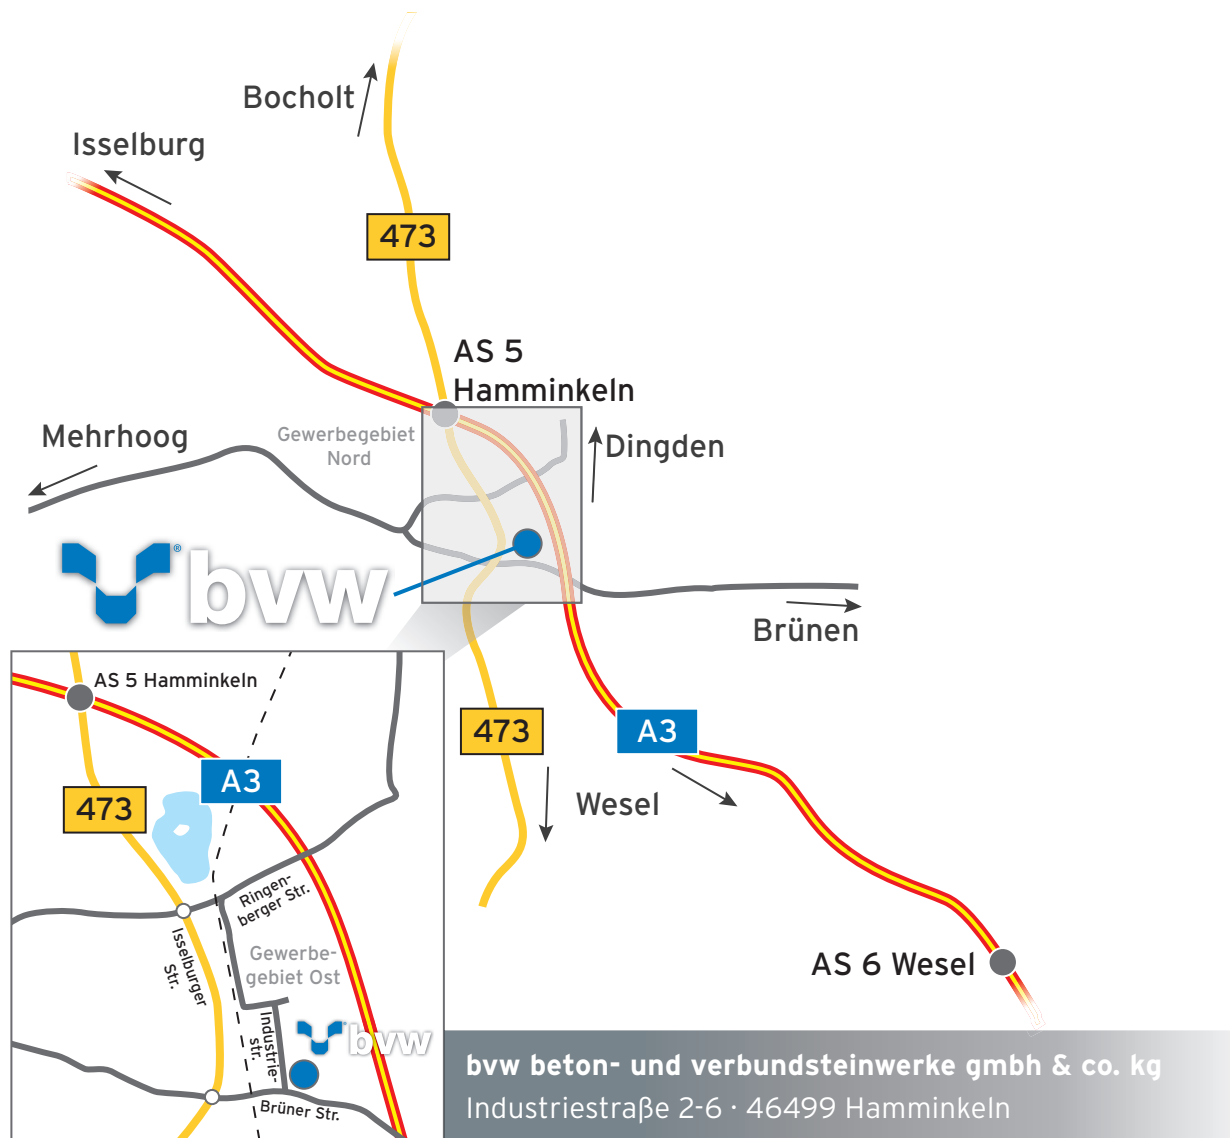 Bocholt
Isselburg
473
AS 5
Hamminkeln
Mehrhoog
Gewerbegebiet
Nord
Dingden
® bvw
Brünen
AS 5 Hamminkeln
A3
473
473
A3
Wesel
Ringen-
berger Str.
Isselburger
Str.
Gewerbe-
gebiet Ost
AS 6 Wesel
Industrie-
str.
® bvw
Brüner Str.
bvw beton- und verbundsteinwerke gmbh & co. kg
Industriestraße 2-6 · 46499 Hamminkeln